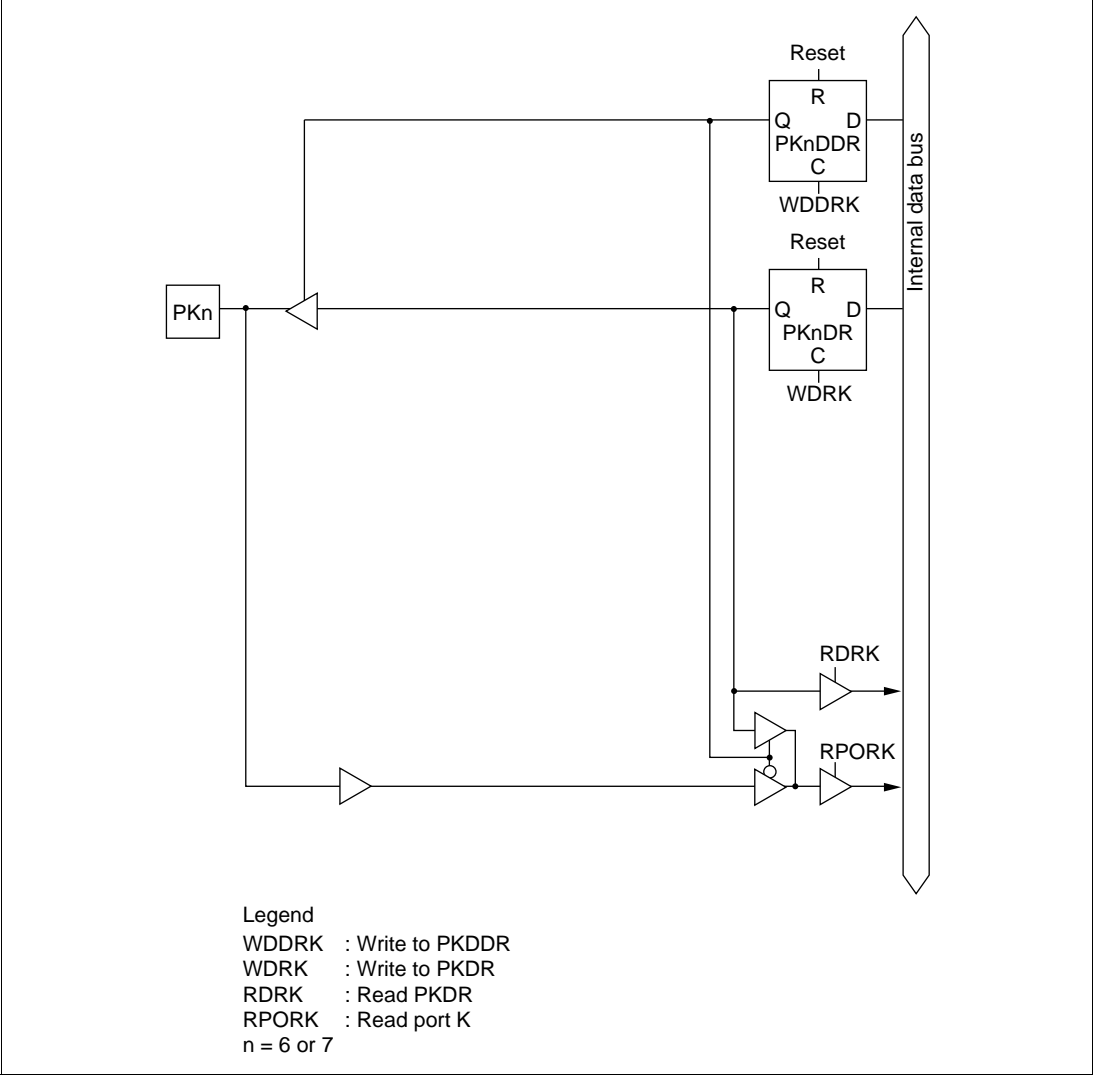 Reset
R
Q D
PKnDDR
C
WDDRK
Internal data bus
Reset
R
PKn
Q D
PKnDR
C
WDRK
RDRK
RPORK
Legend
WDDRK : Write to PKDDR
WDRK : Write to PKDR
RDRK : Read PKDR
RPORK : Read port K
n = 6 or 7